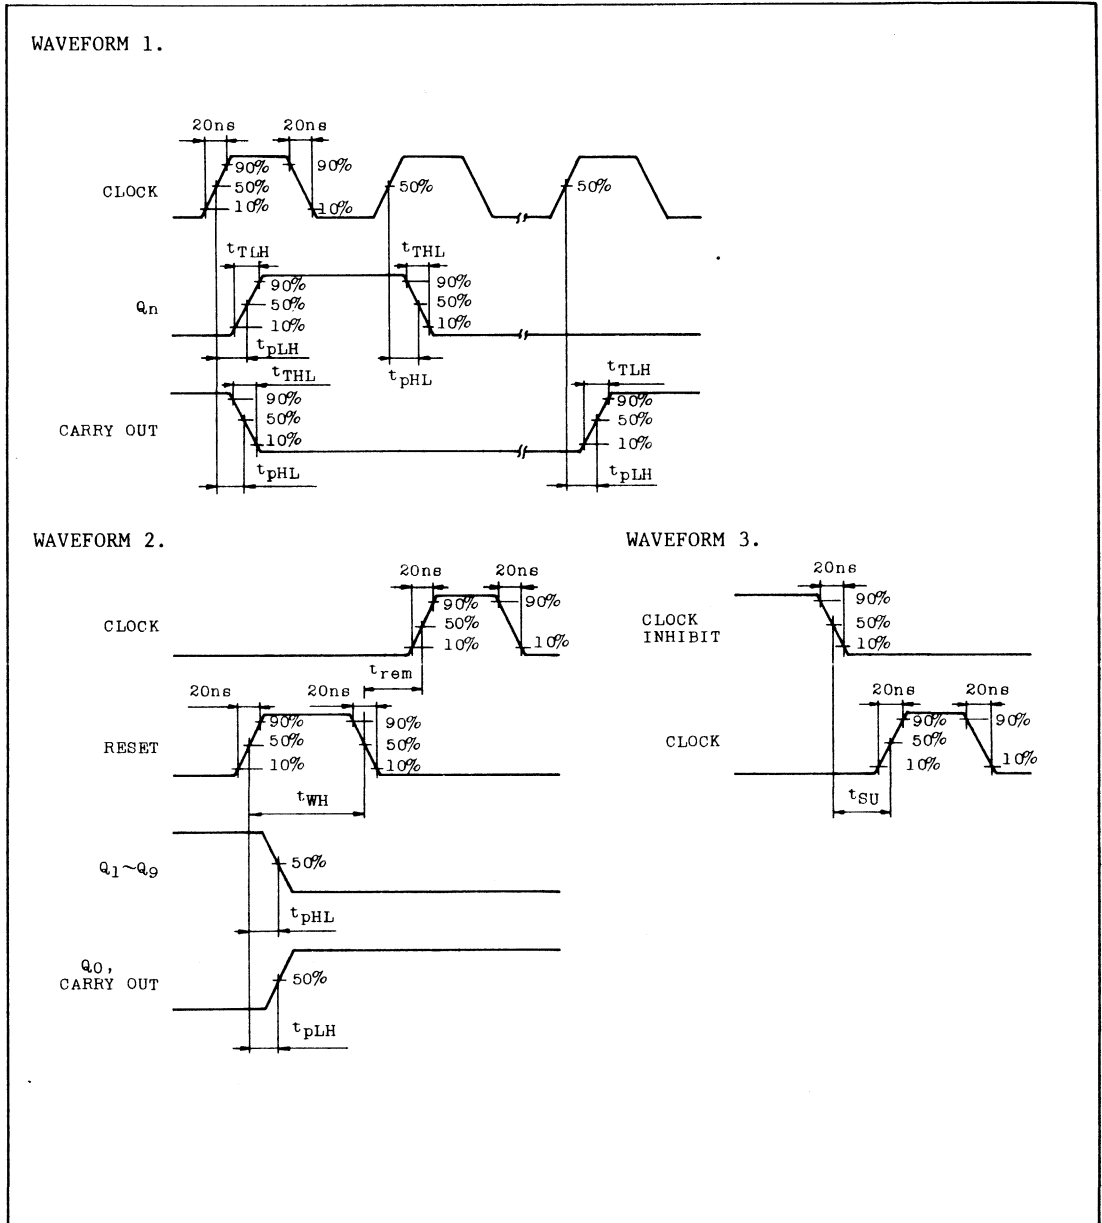 WAVEFORM 1.
20ns 20ns
90% 90%
CLOCK 50% 50% 50%
10% 10%
tTLH tTHL
90% 90%
Qn 50% 50%
10% 10%
tpLH
tTHL tpHL tTLH
90% 90%
CARRY OUT 50% 50%
10% 10%
tpHL tpLH
WAVEFORM 2.
20ns 20ns
90% 90%
CLOCK 50%
10% 10%
trem
20ns 20ns
90% 90%
RESET 50% 50%
10% 10%
tWH
Q1~Q9 50%
tpHL
Q0,
CARRY OUT 50%
tpLH
WAVEFORM 3.
20ns
90%
CLOCK
INHIBIT
50%
10%
20ns 20ns
90% 90%
CLOCK 50%
10% 10%
tSU